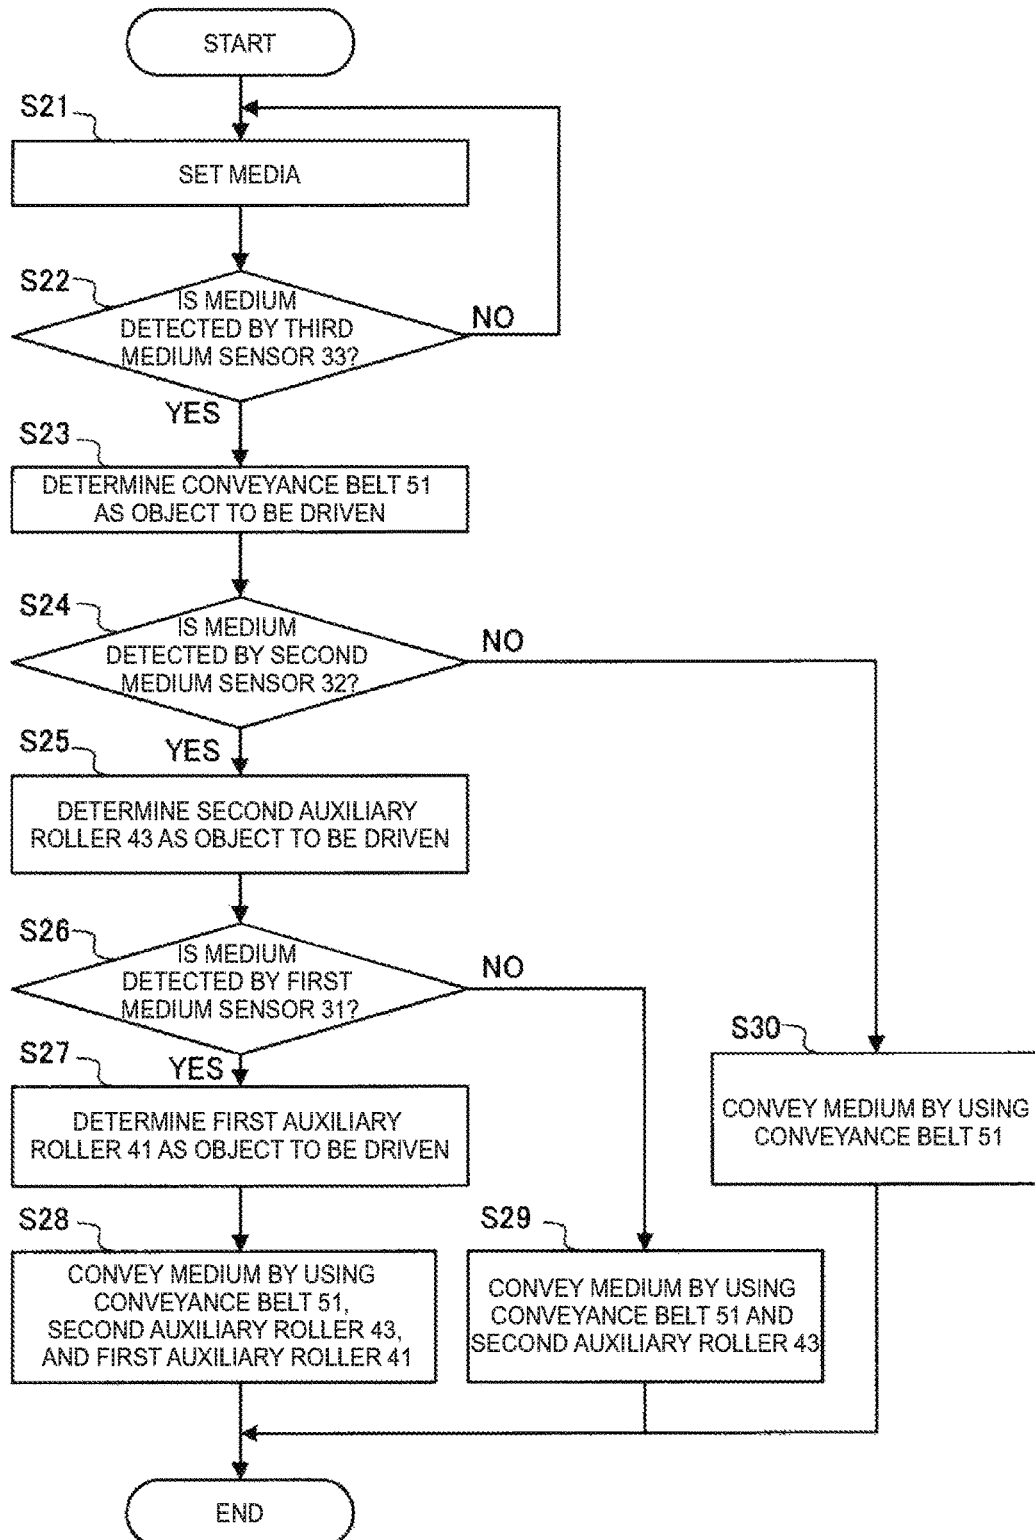 START
S21
SET MEDIA
S22
IS MEDIUM
DETECTED BY THIRD
MEDIUM SENSOR 33?
NO
YES
S23
DETERMINE CONVEYANCE BELT 51
AS OBJECT TO BE DRIVEN
S24
IS MEDIUM
DETECTED BY SECOND
MEDIUM SENSOR 32?
NO
YES
S25
DETERMINE SECOND AUXILIARY
ROLLER 43 AS OBJECT TO BE DRIVEN
S26
IS MEDIUM
DETECTED BY FIRST
MEDIUM SENSOR 31?
NO
YES
S27
DETERMINE FIRST AUXILIARY
ROLLER 41 AS OBJECT TO BE DRIVEN
S30
CONVEY MEDIUM BY USING
CONVEYANCE BELT 51
S28
CONVEY MEDIUM BY USING
CONVEYANCE BELT 51,
SECOND AUXILIARY ROLLER 43,
AND FIRST AUXILIARY ROLLER 41
S29
CONVEY MEDIUM BY USING
CONVEYANCE BELT 51 AND
SECOND AUXILIARY ROLLER 43
END